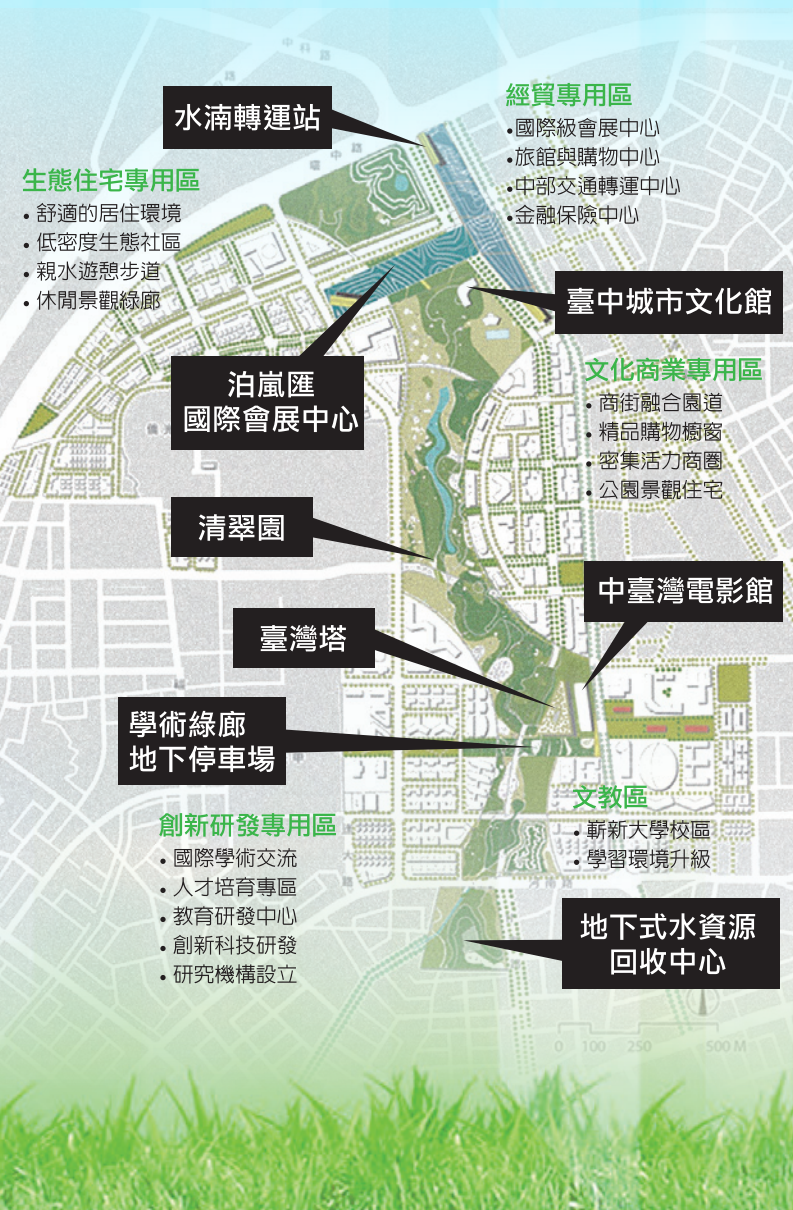 中科路
環中路
水湳轉運站
經貿專用區
•國際級會展中心
•旅館與購物中心
•中部交通轉運中心
•金融保險中心
生態住宅專用區
• 舒適的居住環境
• 低密度生態社區
• 親水遊憩步道
• 休閒景觀綠廊
臺中城市文化館
泊嵐匯
國際會展中心
文化商業專用區
• 商街融合園道
• 精品購物櫥窗
• 密集活力商圈
• 公園景觀住宅
清翠園
中臺灣電影館
臺灣塔
學術綠廊
地下停車場
創新研發專用區
• 國際學術交流
• 人才培育專區
• 教育研發中心
• 創新科技研發
• 研究機構設立
文教區
• 嶄新大學校區
• 學習環境升級
河南路
地下式水資源
回收中心
0 100 250 500 M